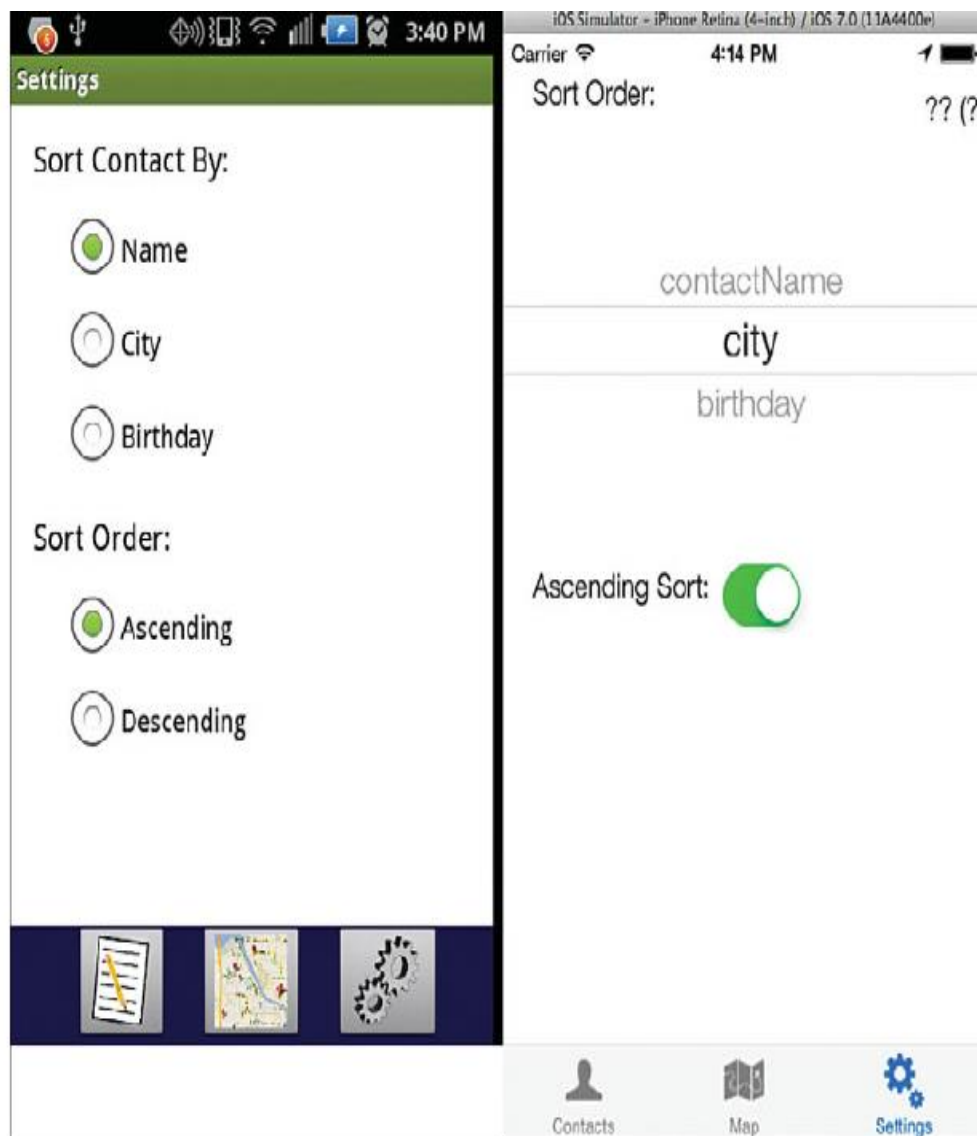 3:40 PM
Settings
Sort Contact By:
Name
City
Birthday
Sort Order:
Ascending
Descending
iOS Simulator - iPhone Retina (4-inch) / iOS 7.0 (11A4400e)
Carrier
4:14 PM
Sort Order:
?? (?
contactName
city
birthday
Ascending Sort:
Contacts
Map
Settings